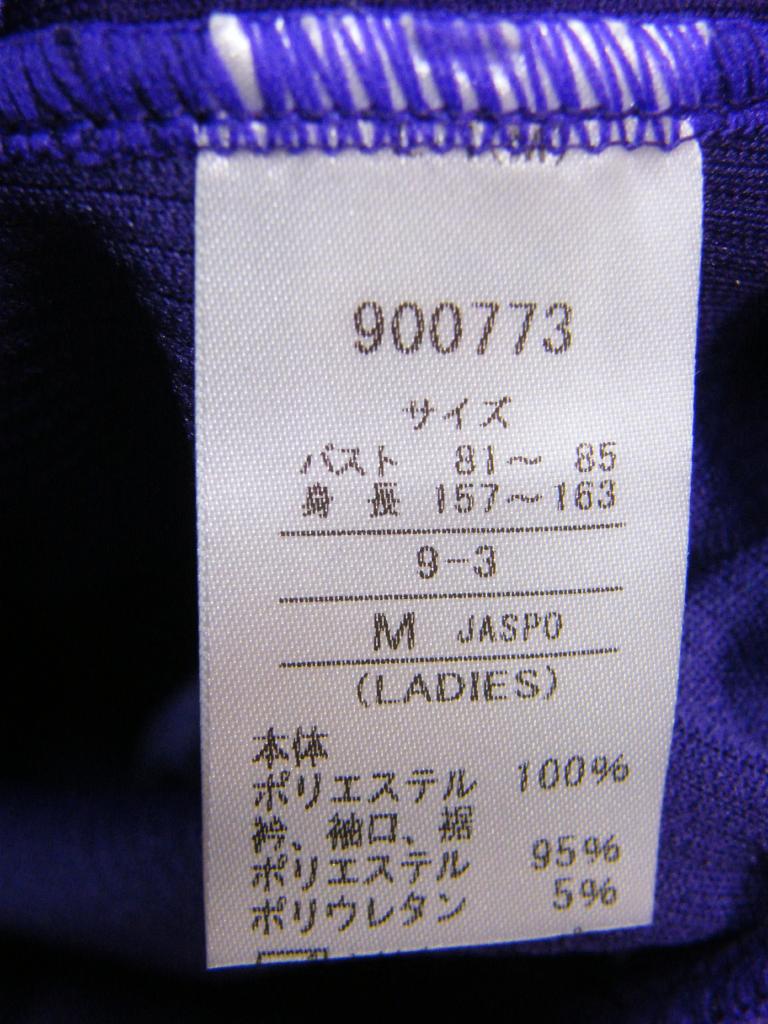 900773
サイズ
バスト 81～ 85
身 長 157～163
9-3
M JASPO
(LADIES)
本体
ポリエステル 100%
衿、袖口、裾
ポリエステル 95%
ポリウレタン 5%